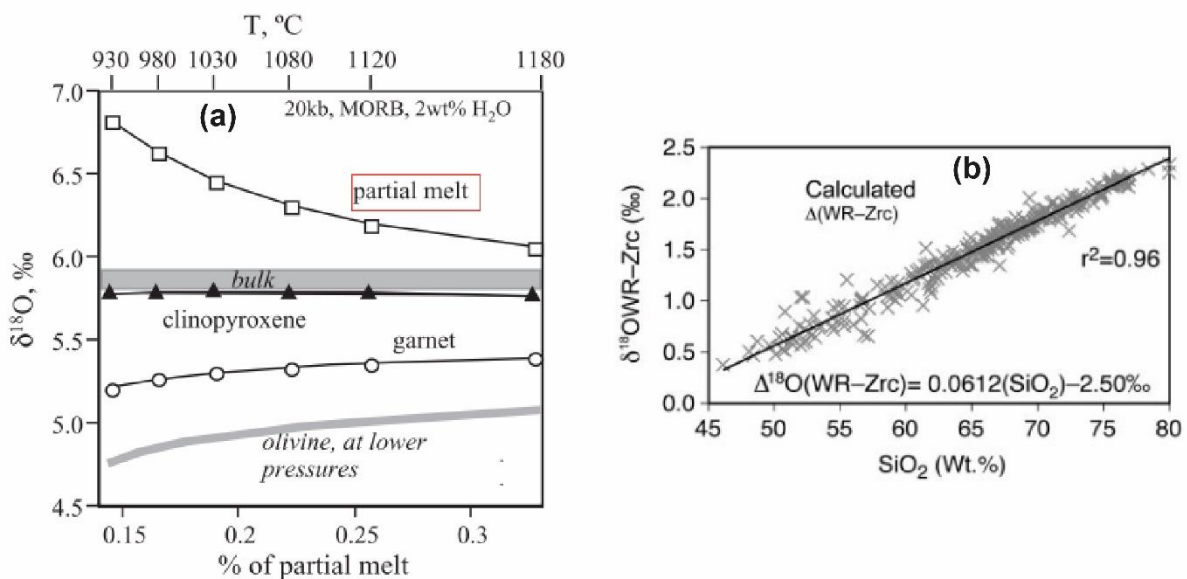 T, ºC
930 980 1030 1080 1120 1180
7.0
6.5
6.0
5.5
5.0
4.5
δ¹⁸O, ‰
(a)
20kb, MORB, 2wt% H₂O
partial melt
bulk
clinopyroxene
garnet
olivine, at lower
pressures
0.15 0.2 0.25 0.3
% of partial melt
2.5
2.0
1.5
1.0
0.5
0.0
δ¹⁸OWR–Zrc (‰)
(b)
Calculated
Δ(WR–Zrc)
r²=0.96
Δ¹⁸O(WR–Zrc)= 0.0612(SiO₂)–2.50‰
45 50 55 60 65 70 75 80
SiO₂ (Wt.%)